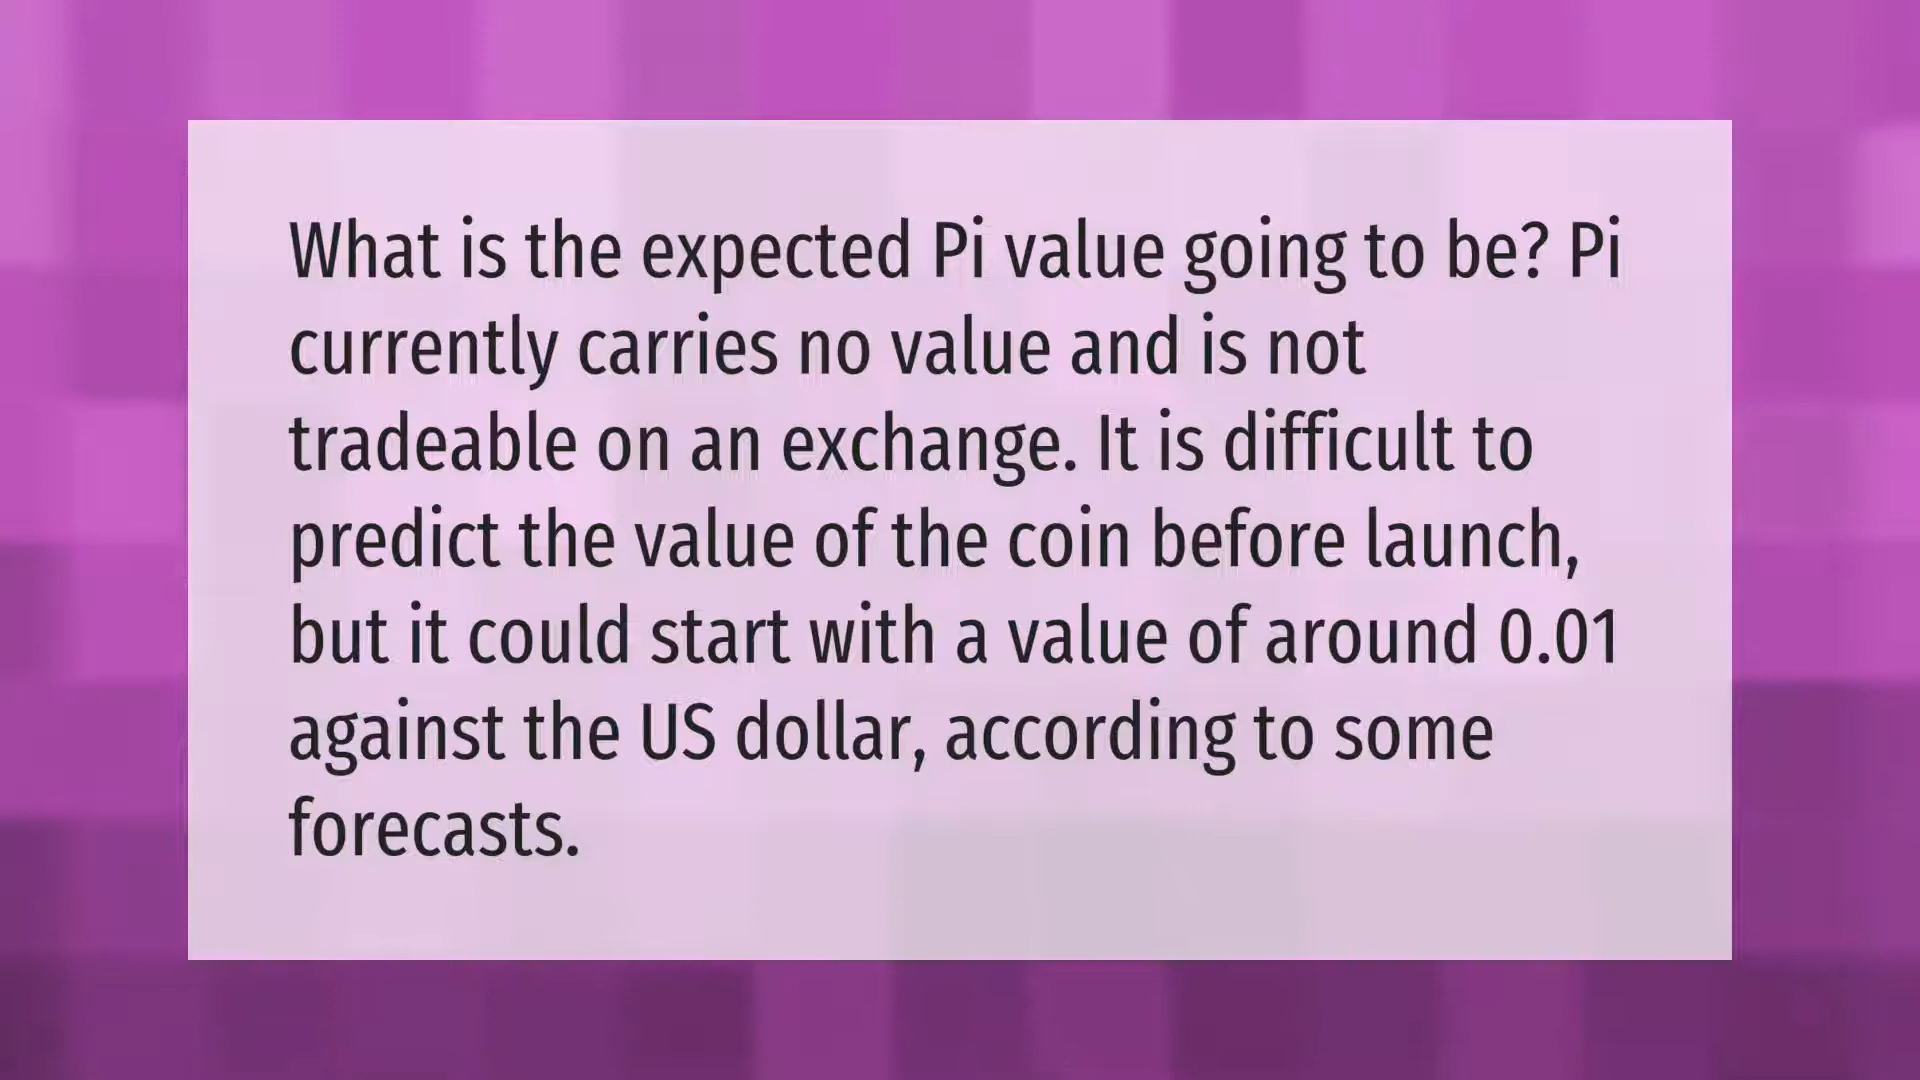 What is the expected Pi value going to be? Pi
currently carries no value and is not
tradeable on an exchange. It is difficult to
predict the value of the coin before launch,
but it could start with a value of around 0.01
against the US dollar, according to some
forecasts.